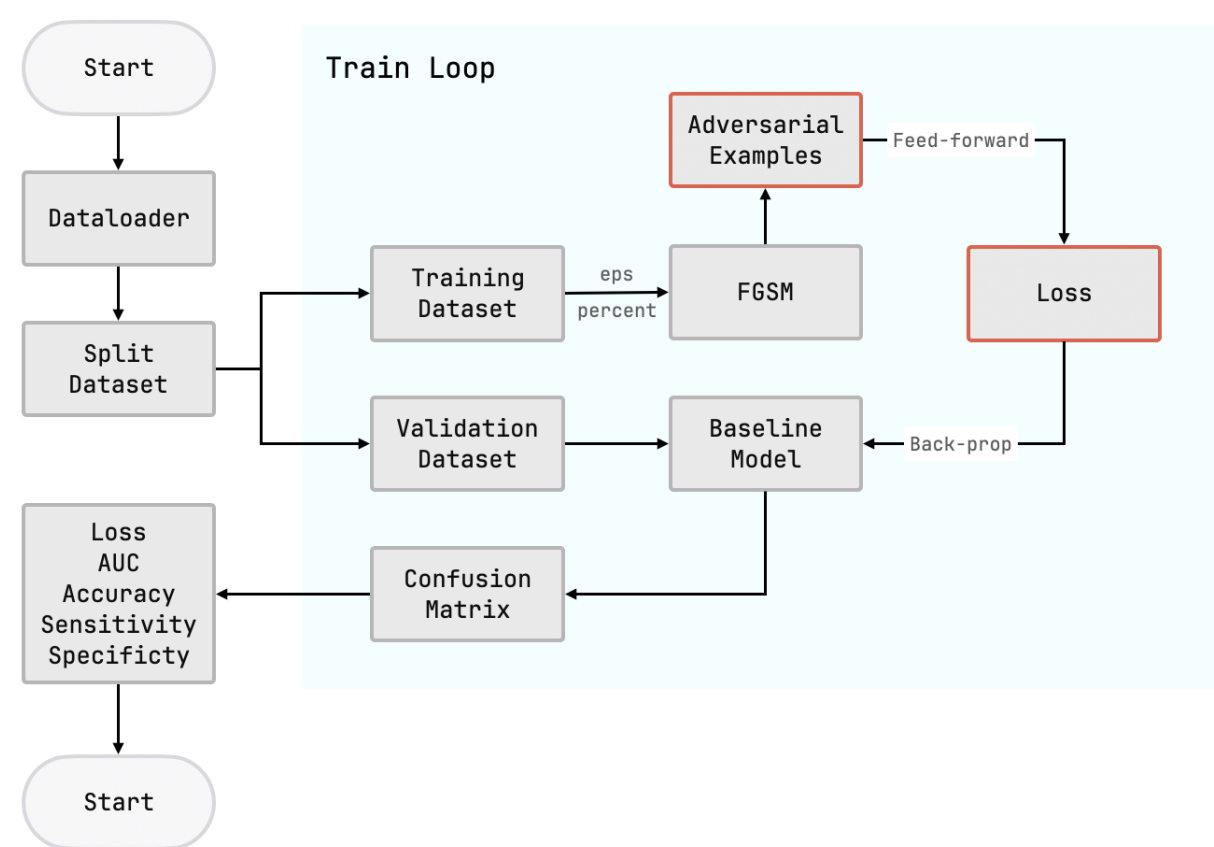 Start
Train Loop
Adversarial
Examples
Feed-forward
Dataloader
Training
Dataset
eps
percent
FGSM
Loss
Split
Dataset
Validation
Dataset
Baseline
Model
Back-prop
Loss
AUC
Accuracy
Sensitivity
Specificty
Confusion
Matrix
Start